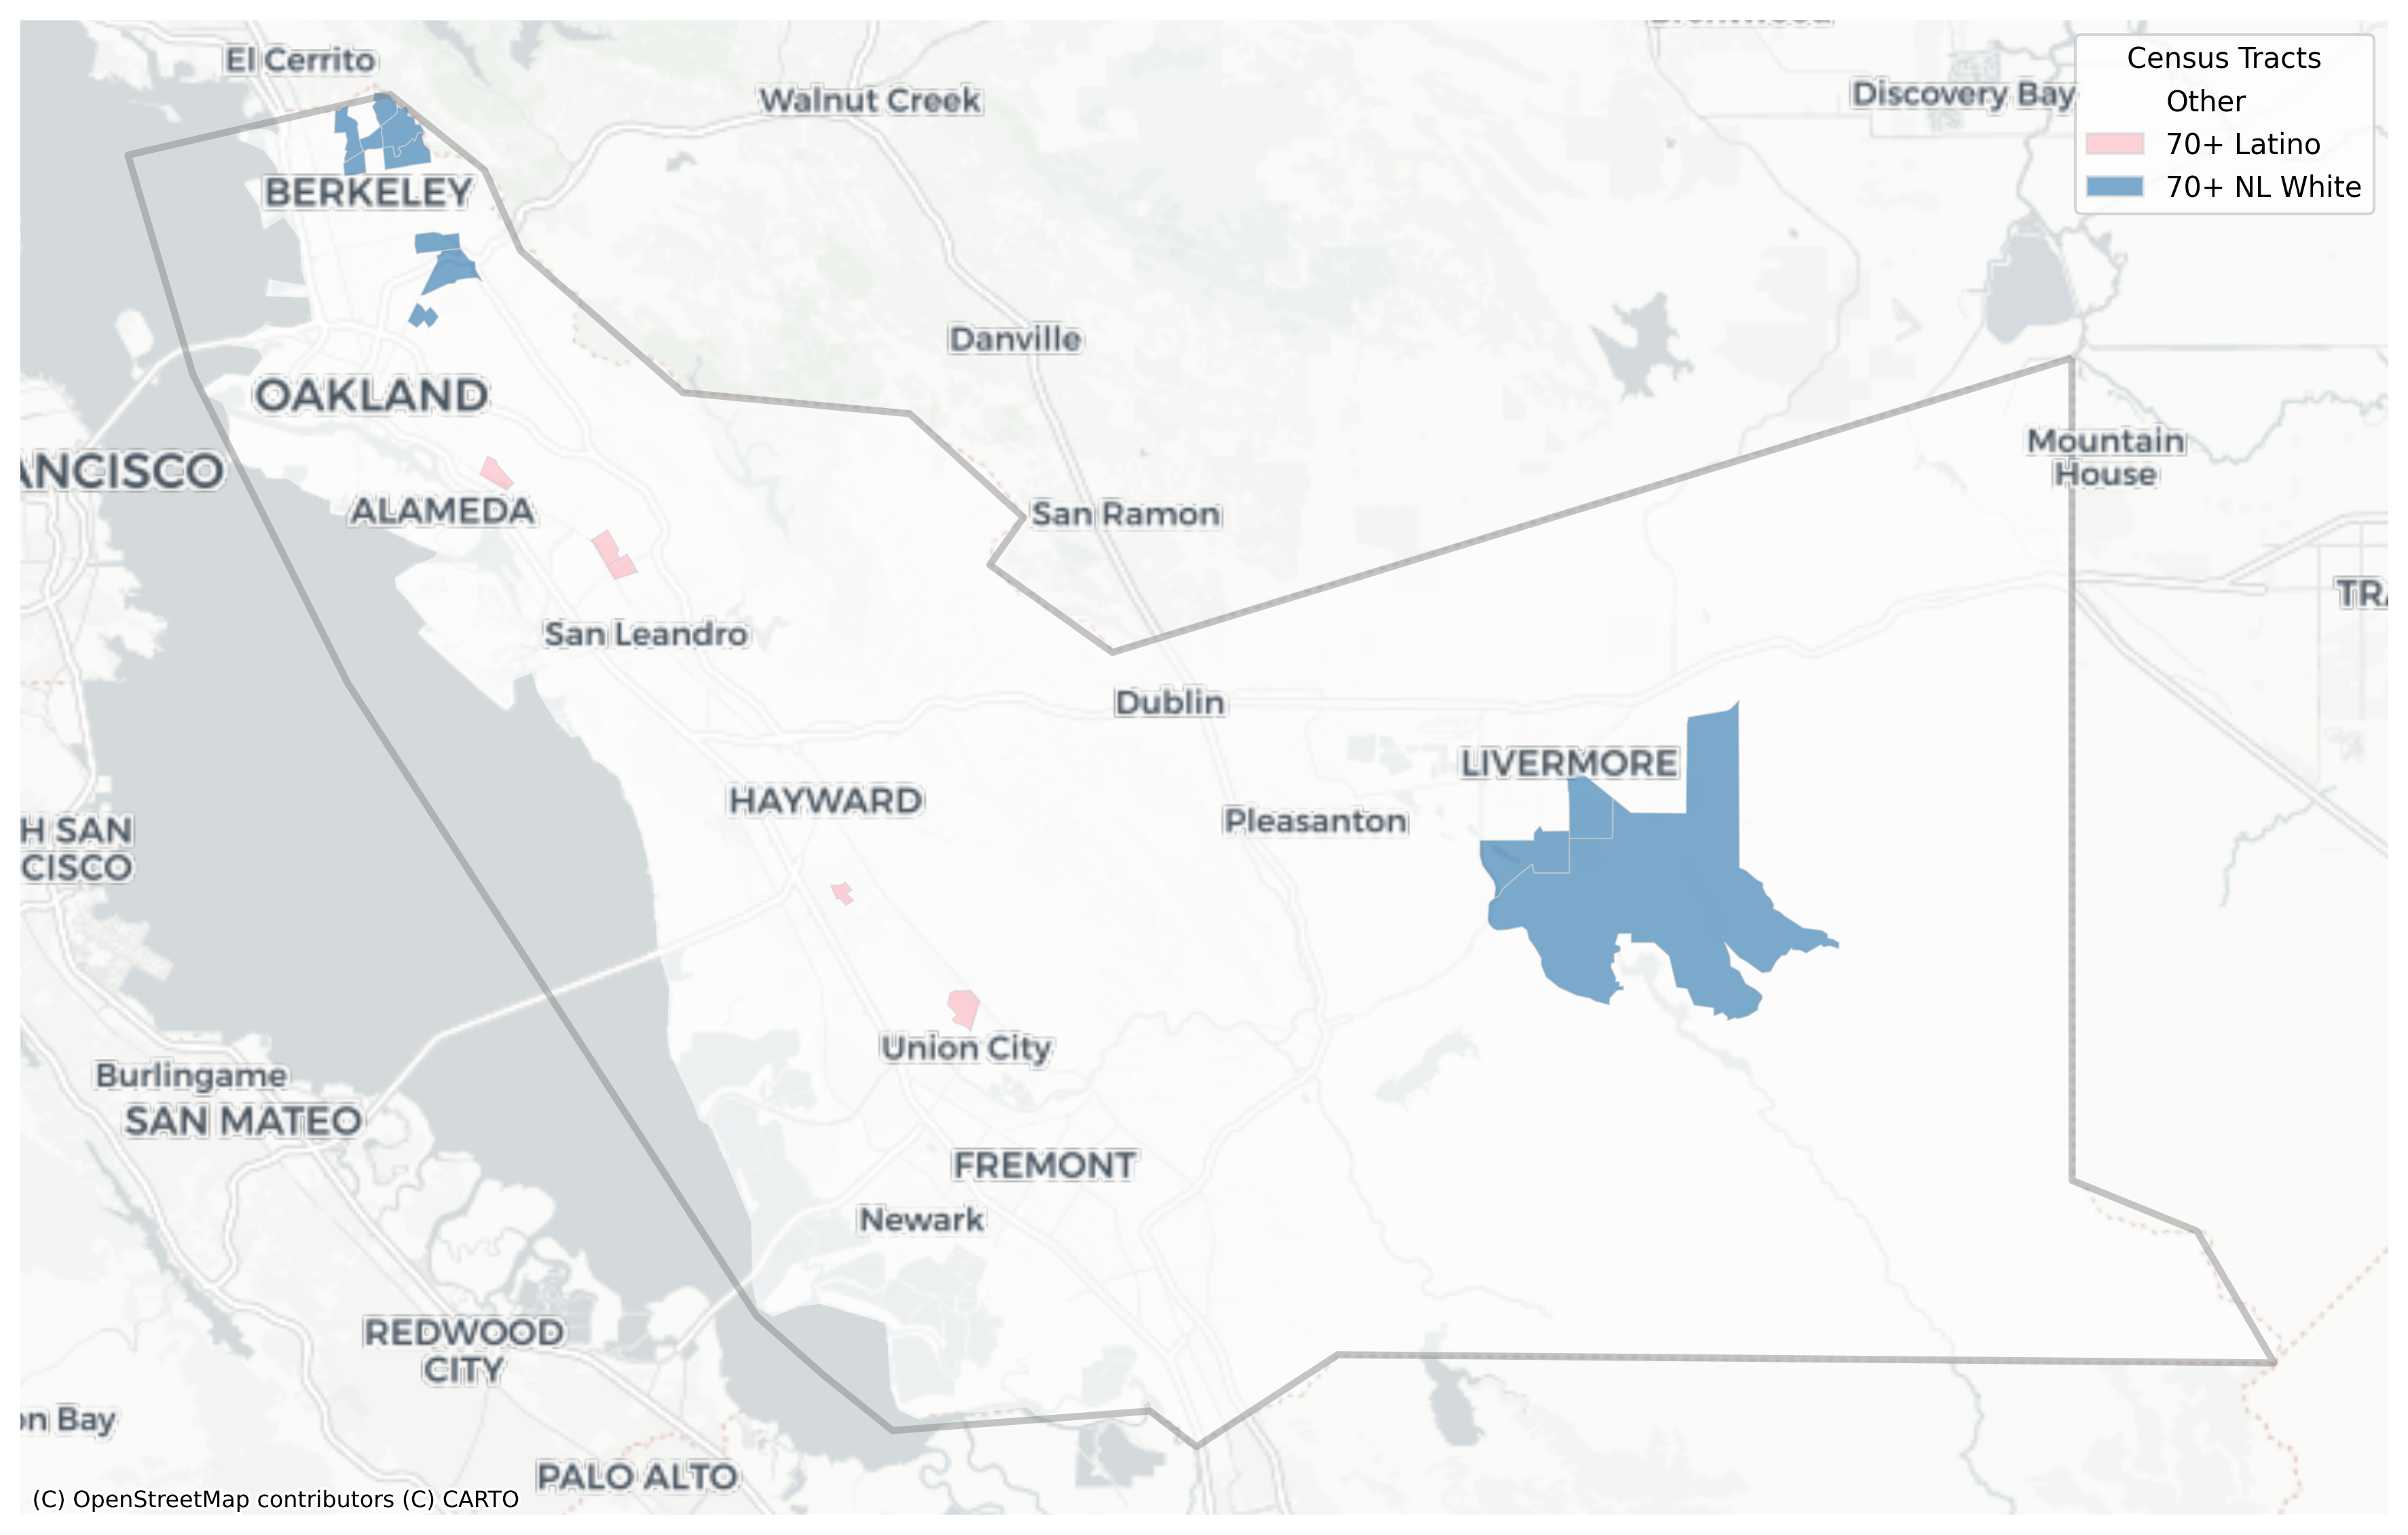 El Cerrito
Walnut Creek
Discovery Bay
Census Tracts
Other
70+ Latino
70+ NL White
BERKELEY
Danville
OAKLAND
ANCISCO
ALAMEDA
San Ramon
Mountain
House
TRA
San Leandro
Dublin
LIVERMORE
HAYWARD
Pleasanton
H SAN
CISCO
Union City
Burlingame
SAN MATEO
FREMONT
Newark
REDWOOD
CITY
on Bay
PALO ALTO
(C) OpenStreetMap contributors (C) CARTO